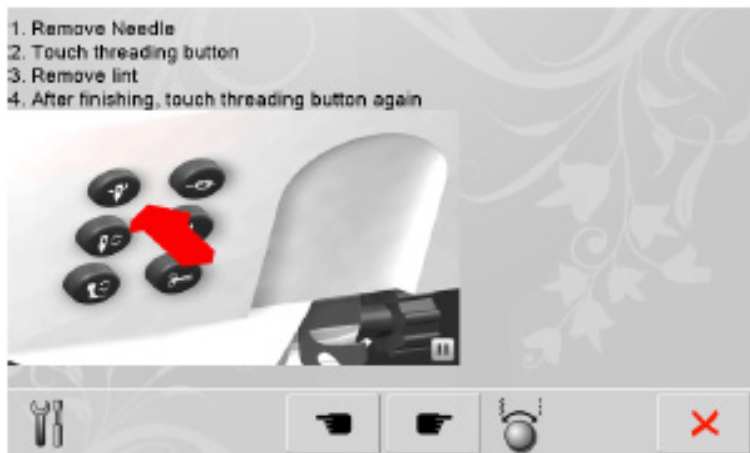 1. Remove Needle
2. Touch threading button
3. Remove lint
4. After finishing, touch threading button again